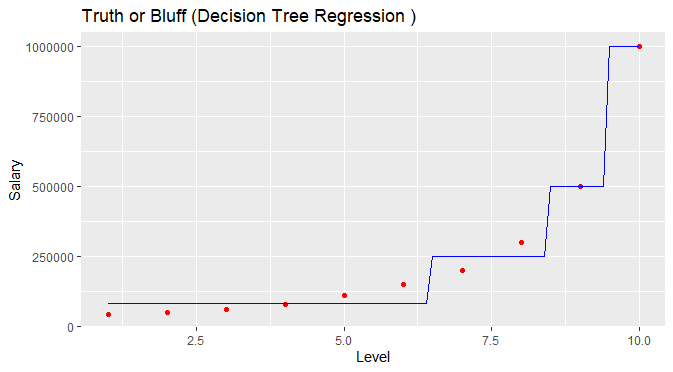 Truth or Bluff (Decision Tree Regression )
1000000
750000
500000
250000
0
Salary
2.5 5.0 7.5 10.0
Level